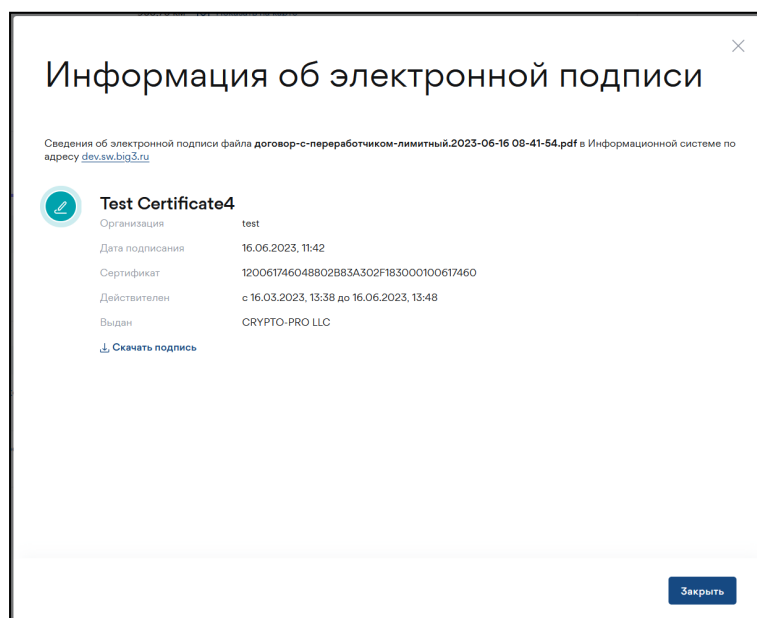 Информация об электронной подписи
Сведения об электронной подписи файла договор-с-переработчиком-лимитный.2023-06-16 08-41-54.pdf в Информационной системе по
адресу dev.sw.big3.ru
Test Certificate4
Организация test
Дата подписания 16.06.2023, 11:42
Сертификат 120061746048802B83A302F183000100617460
Действителен с 16.03.2023, 13:38 до 16.06.2023, 13:48
Выдан CRYPTO-PRO LLC
Скачать подпись
Закрыть